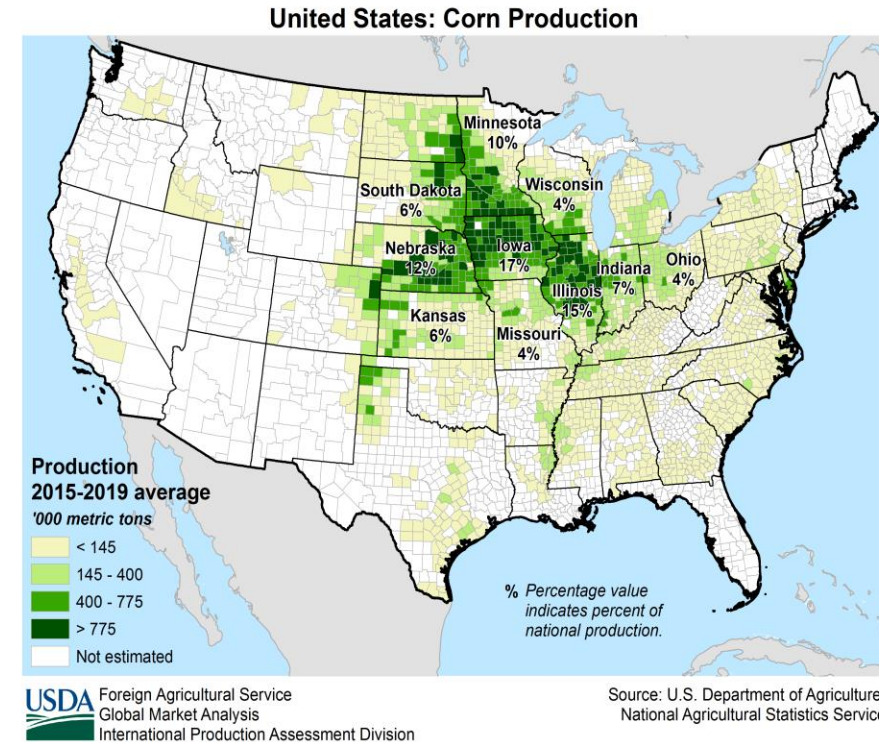 United States: Corn Production
Minnesota
10%
South Dakota
6%
Wisconsin
4%
Nebraska
12%
Iowa
17%
Illinois
15%
Indiana
7%
Ohio
4%
Kansas
6%
Missouri
4%
Production
2015-2019 average
'000 metric tons
< 145
145 - 400
400 - 775
> 775
Not estimated
% Percentage value
indicates percent of
national production.
USDA
Foreign Agricultural Service
Global Market Analysis
International Production Assessment Division
Source: U.S. Department of Agriculture
National Agricultural Statistics Service